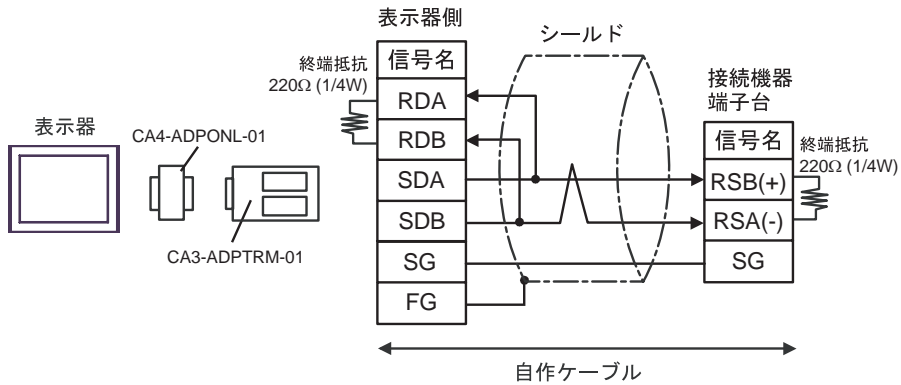 表示器側
シールド
終端抵抗
220Ω (1/4W)
信号名
RDA
RDB
SDA
SDB
SG
FG
接続機器
端子台
信号名
RSB(+)
RSA(-)
SG
終端抵抗
220Ω (1/4W)
表示器
CA4-ADPONL-01
CA3-ADPTRM-01
自作ケーブル